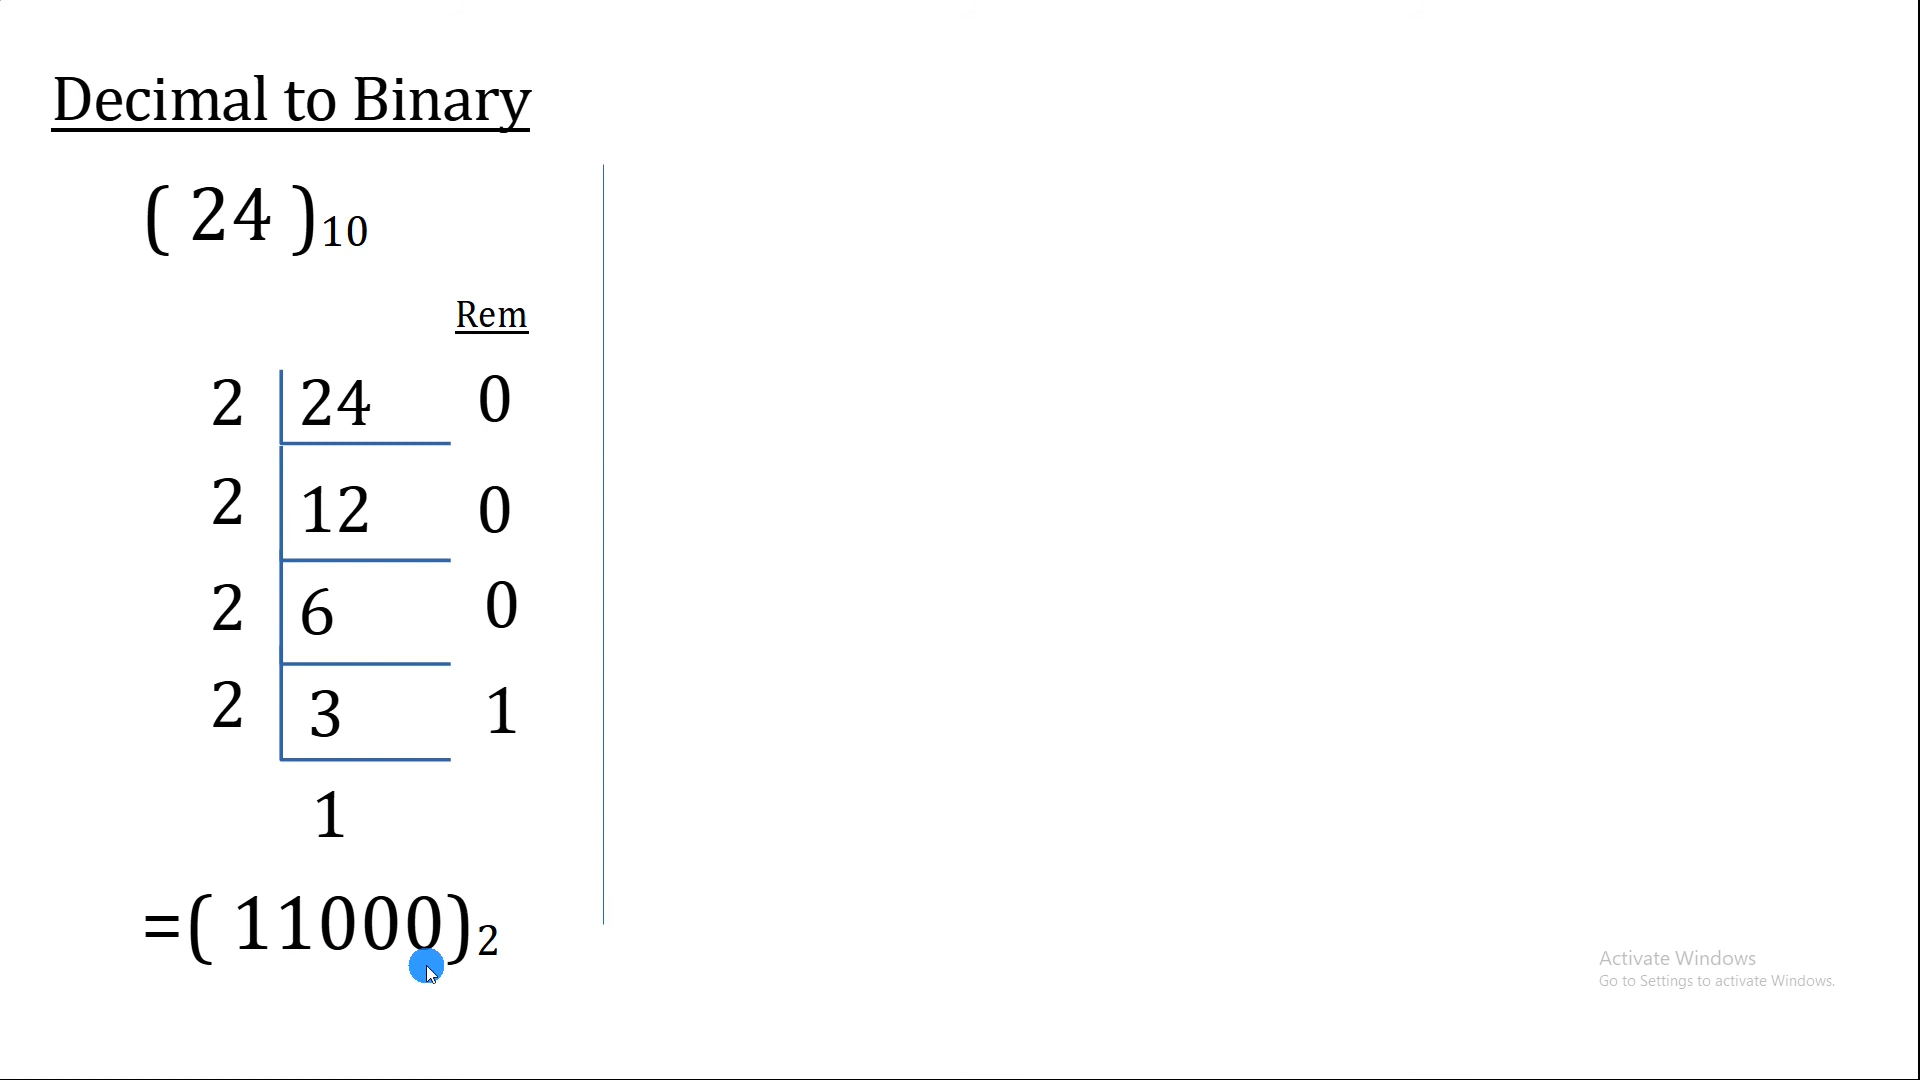 Decimal to Binary
( 24 )10
Rem
2 24 0
2 12 0
2 6 0
2 3 1
1
=( 11000)2
Activate Windows
Go to Settings to activate Windows.